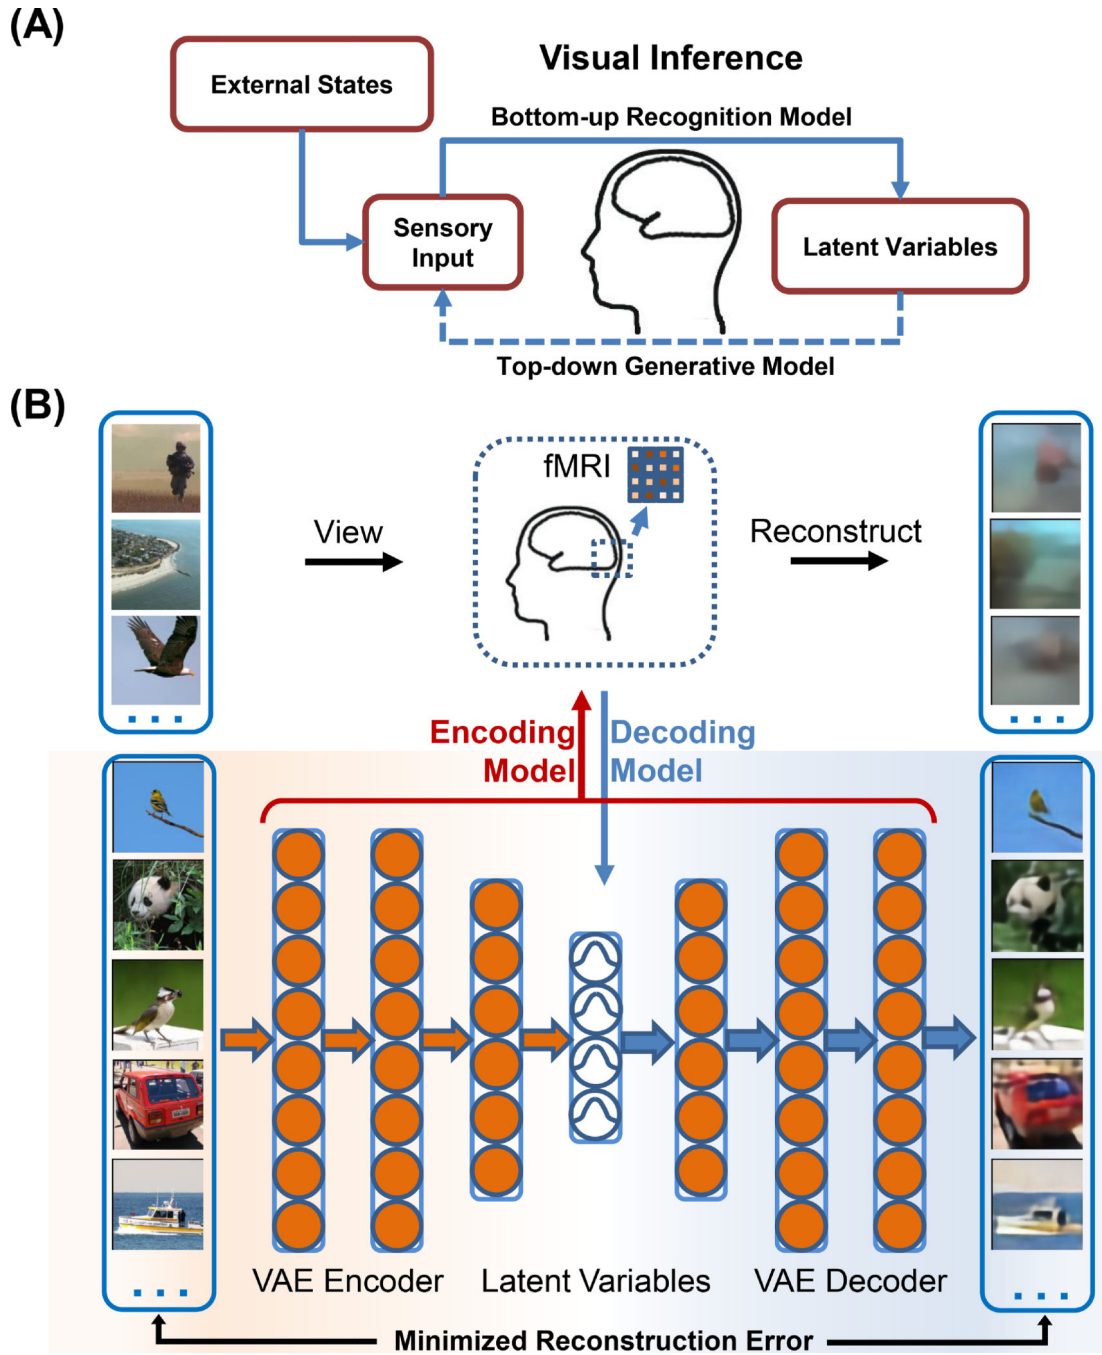 (A)
External States
Visual Inference
Bottom-up Recognition Model
Sensory
Input
Latent Variables
Top-down Generative Model
(B)
fMRI
View
Reconstruct
Encoding
Model
Decoding
Model
VAE Encoder
Latent Variables
VAE Decoder
Minimized Reconstruction Error